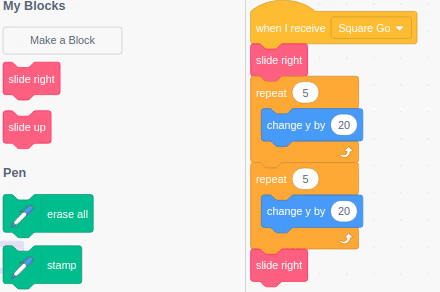 My Blocks
Make a Block
slide right
slide up
Pen
erase all
stamp
when I receive Square Go
slide right
repeat 5
change y by 20
repeat 5
change y by 20
slide right